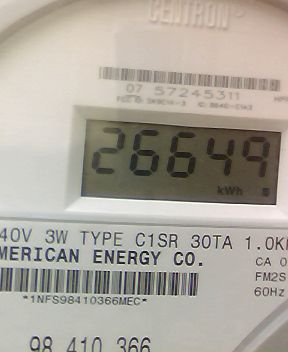 CENTRON®
07 57245311
26649
kWh
40V 3W TYPE C1SR 30TA 1.0K
MERICAN ENERGY CO.
CA 0
FM2S
60Hz
*1NFS98410366MEC*
98 410 366